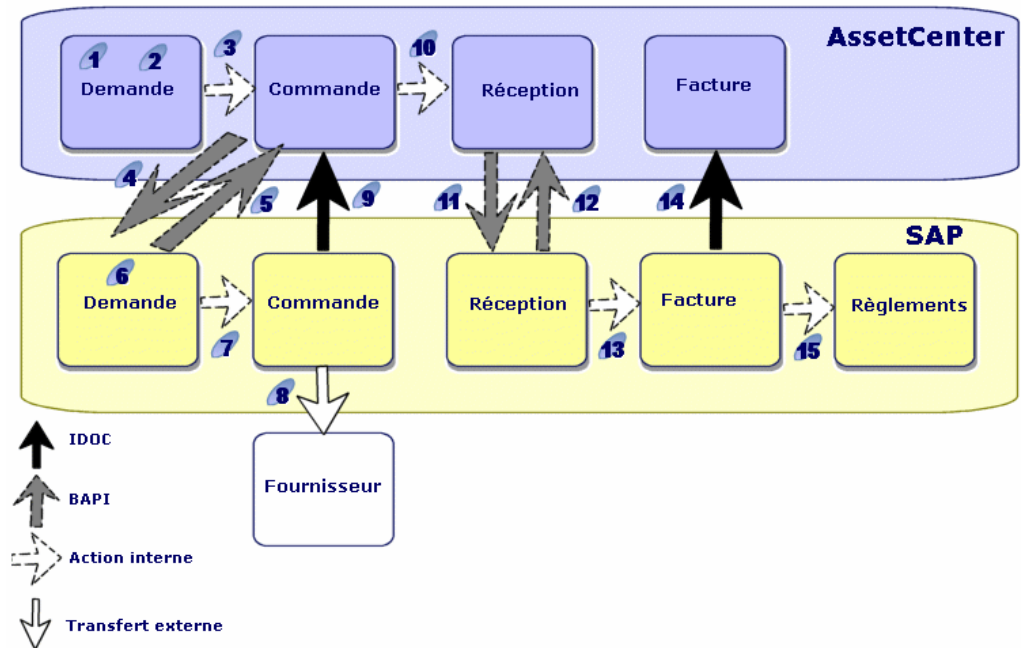 AssetCenter
1
2
3
10
Demande
Commande
Réception
Facture
4
5
9
11
12
14
SAP
6
Demande
Commande
Réception
Facture
Règlements
7
13
15
8
IDOC
Fournisseur
BAPI
Action interne
Transfert externe